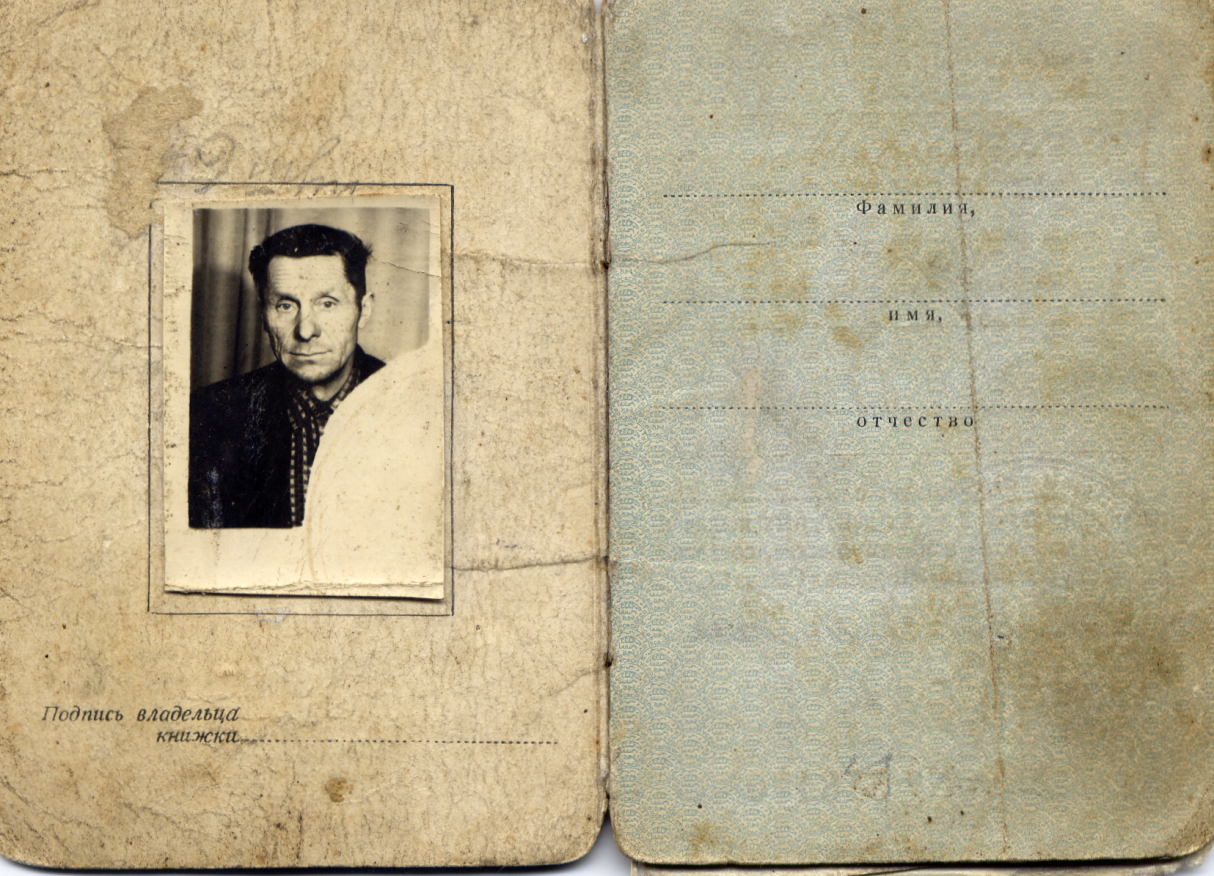 Подпись владельца
книжки
Фамилия,
имя,
отчество